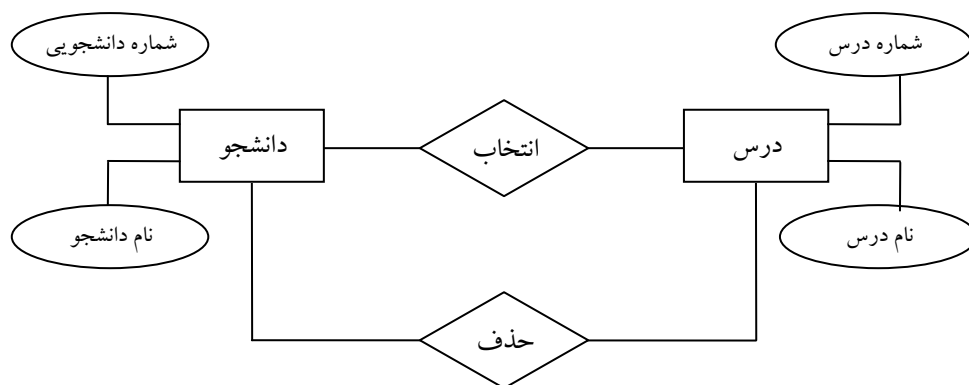 شماره دانشجویی
شماره درس
دانشجو
انتخاب
درس
نام دانشجو
نام درس
حذف